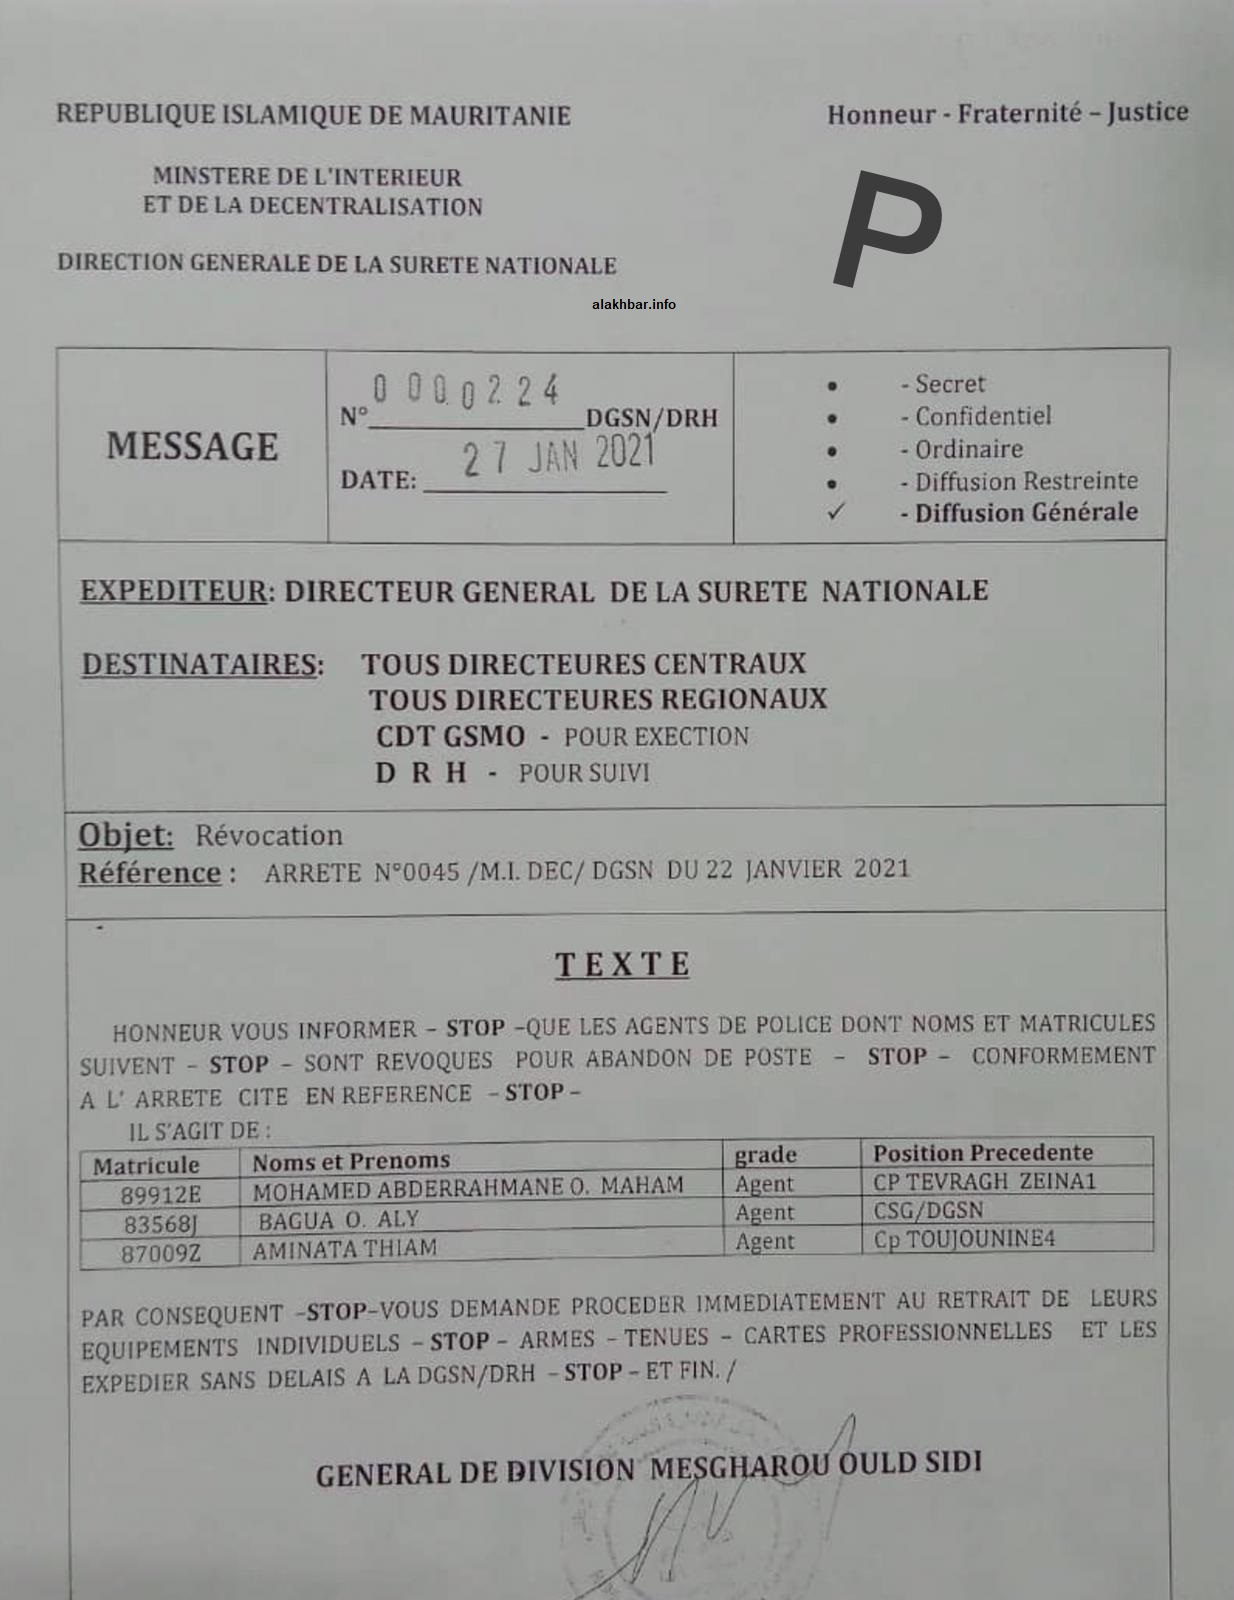 REPUBLIQUE ISLAMIQUE DE MAURITANIE
Honneur - Fraternité – Justice
MINSTERE DE L'INTERIEUR
ET DE LA DECENTRALISATION
P
DIRECTION GENERALE DE LA SURETE NATIONALE
alakhbar.info
MESSAGE
N° 000.0224 DGSN/DRH
DATE: 27 JAN 2021
• - Secret
• - Confidentiel
• - Ordinaire
• - Diffusion Restreinte
✓ - Diffusion Générale
EXPEDITEUR: DIRECTEUR GENERAL DE LA SURETE NATIONALE
DESTINATAIRES: TOUS DIRECTEURES CENTRAUX
TOUS DIRECTEURES REGIONAUX
CDT GSMO - POUR EXECTION
D R H - POUR SUIVI
Objet: Révocation
Référence : ARRETE N°0045 /M.I. DEC/ DGSN DU 22 JANVIER 2021
TEXTE
HONNEUR VOUS INFORMER – STOP –QUE LES AGENTS DE POLICE DONT NOMS ET MATRICULES
SUIVENT – STOP – SONT REVOQUES POUR ABANDON DE POSTE – STOP – CONFORMEMENT
A L' ARRETE CITE EN REFERENCE – STOP –
IL S'AGIT DE :
Matricule Noms et Prenoms grade Position Precedente
89912E MOHAMED ABDERRAHMANE O. MAHAM Agent CP TEVRAGH ZEINA1
83568J BAGUA O. ALY Agent CSG/DGSN
87009Z AMINATA THIAM Agent Cp TOUJOUNINE4
PAR CONSEQUENT –STOP–VOUS DEMANDE PROCEDER IMMEDIATEMENT AU RETRAIT DE LEURS
EQUIPEMENTS INDIVIDUELS – STOP – ARMES – TENUES – CARTES PROFESSIONNELLES ET LES
EXPEDIER SANS DELAIS A LA DGSN/DRH – STOP – ET FIN. /
GENERAL DE DIVISION MESGHAROU OULD SIDI